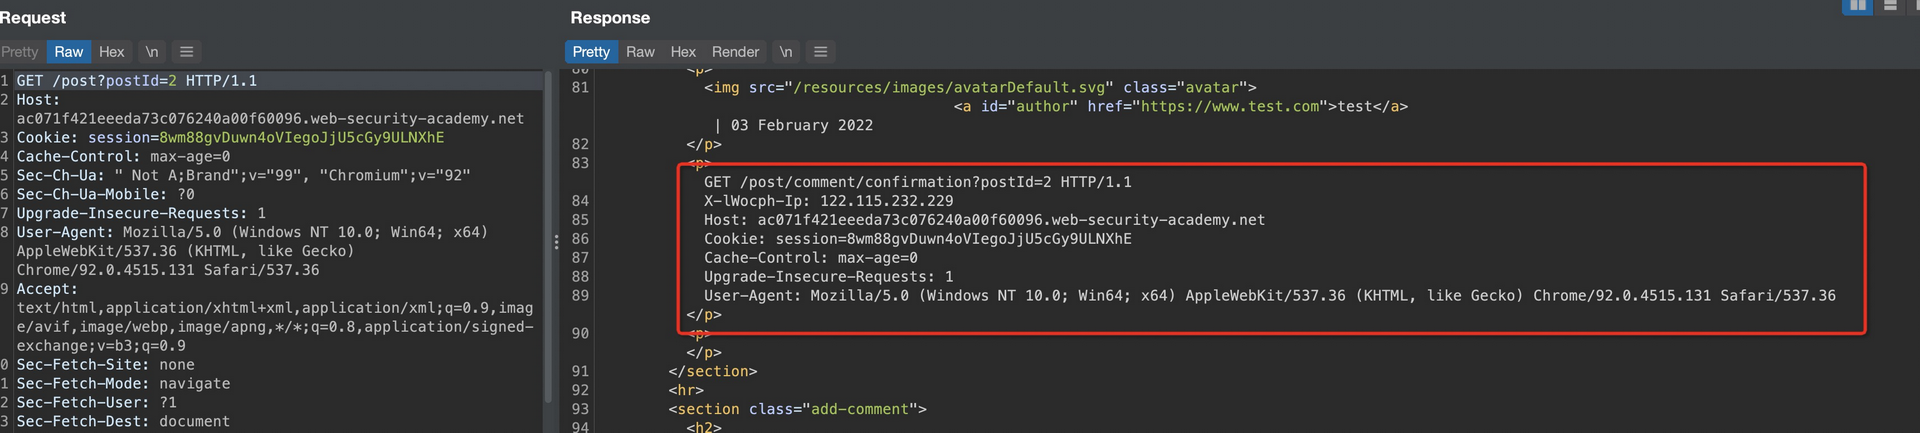 Request
Pretty Raw Hex \n
1 GET /post?postId=2 HTTP/1.1
2 Host:
ac071f421eeeda73c076240a00f60096.web-security-academy.net
3 Cookie: session=8wm88gvDuwn4oVIegoJjU5cGy9ULNXhE
4 Cache-Control: max-age=0
5 Sec-Ch-Ua: " Not A;Brand";v="99", "Chromium";v="92"
6 Sec-Ch-Ua-Mobile: ?0
7 Upgrade-Insecure-Requests: 1
8 User-Agent: Mozilla/5.0 (Windows NT 10.0; Win64; x64)
AppleWebKit/537.36 (KHTML, like Gecko)
Chrome/92.0.4515.131 Safari/537.36
9 Accept:
text/html,application/xhtml+xml,application/xml;q=0.9,imag
e/avif,image/webp,image/apng,*/*;q=0.8,application/signed-
exchange;v=b3;q=0.9
0 Sec-Fetch-Site: none
1 Sec-Fetch-Mode: navigate
2 Sec-Fetch-User: ?1
3 Sec-Fetch-Dest: document
Response
Pretty Raw Hex Render \n
80 <p>
81 <img src="/resources/images/avatarDefault.svg" class="avatar">
<a id="author" href="https://www.test.com">test</a>
| 03 February 2022
82 </p>
83 <p>
GET /post/comment/confirmation?postId=2 HTTP/1.1
84 X-lWocph-Ip: 122.115.232.229
85 Host: ac071f421eeeda73c076240a00f60096.web-security-academy.net
86 Cookie: session=8wm88gvDuwn4oVIegoJjU5cGy9ULNXhE
87 Cache-Control: max-age=0
88 Upgrade-Insecure-Requests: 1
89 User-Agent: Mozilla/5.0 (Windows NT 10.0; Win64; x64) AppleWebKit/537.36 (KHTML, like Gecko) Chrome/92.0.4515.131 Safari/537.36
</p>
90 <p>
</p>
91 </section>
92 <hr>
93 <section class="add-comment">
94 <h2>